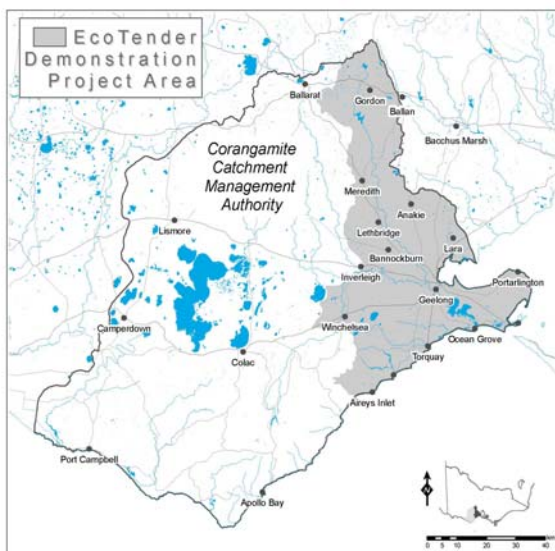 EcoTender
Demonstration
Project Area
Ballarat
Gordon
Ballan
Bacchus Marsh
Corangamite
Catchment
Management
Authority
Meredith
Anakie
Lismore
Lethbridge
Lara
Bannockburn
Inverleigh
Portarlington
Geelong
Camperdown
Winchelsea
Ocean Grove
Colac
Torquay
Aireys Inlet
Port Campbell
Apollo Bay
N
0 5 10 20 30 40